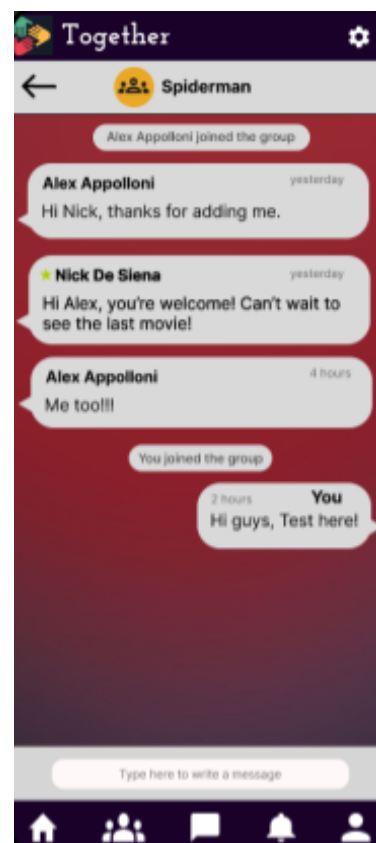 Together
Spiderman
Alex Appolloni joined the group
Alex Appolloni yesterday
Hi Nick, thanks for adding me.
Nick De Siena yesterday
Hi Alex, you're welcome! Can't wait to
see the last movie!
Alex Appolloni 4 hours
Me too!!!
You joined the group
2 hours You
Hi guys, Test here!
Type here to write a message